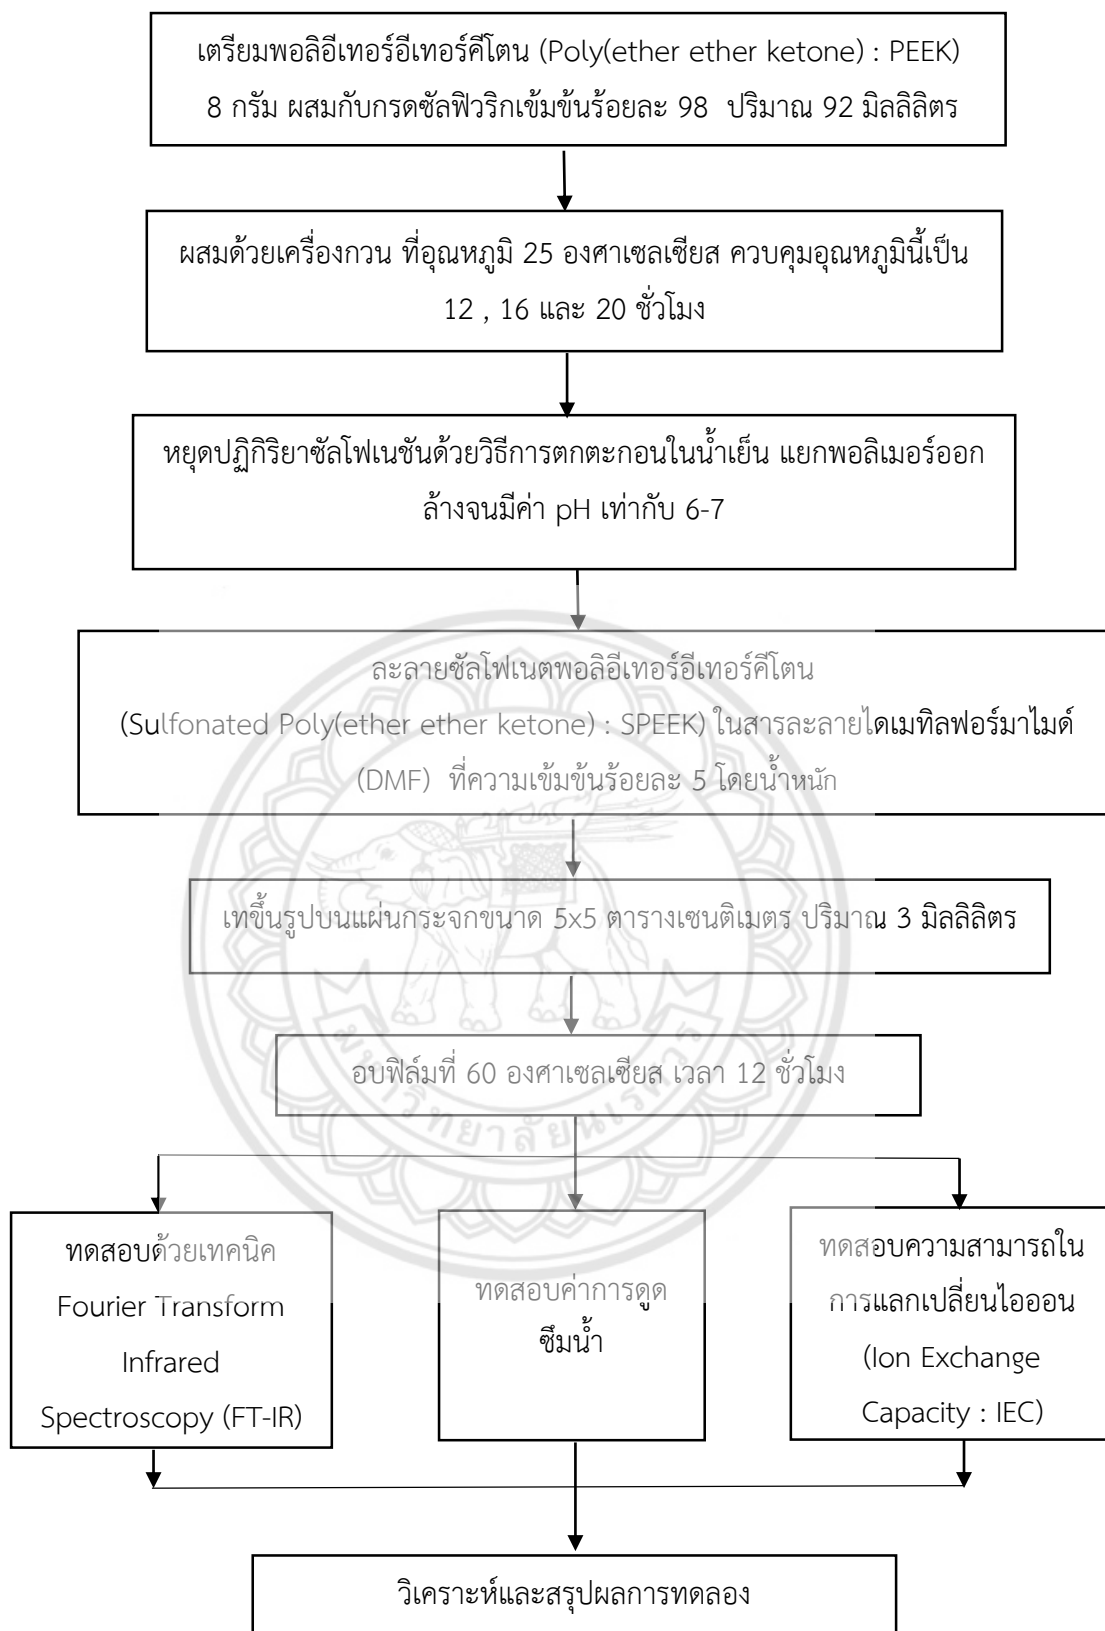 เตรียมพอลิอีเทอร์อีเทอร์คีโตน (Poly(ether ether ketone) : PEEK)
8 กรัม ผสมกับกรดซัลฟิวริกเข้มข้นร้อยละ 98 ปริมาณ 92 มิลลิลิตร
ผสมด้วยเครื่องกวน ที่อุณหภูมิ 25 องศาเซลเซียส ควบคุมอุณหภูมินี้เป็น
12 , 16 และ 20 ชั่วโมง
หยุดปฏิกิริยาซัลโฟเนชันด้วยวิธีการตกตะกอนในน้ำเย็น แยกพอลิเมอร์ออก
ล้างจนมีค่า pH เท่ากับ 6-7
ละลายซัลโฟเนตพอลิอีเทอร์อีเทอร์คีโตน
(Sulfonated Poly(ether ether ketone) : SPEEK) ในสารละลายไดเมทิลฟอร์มาไมด์
(DMF) ที่ความเข้มข้นร้อยละ 5 โดยน้ำหนัก
เทขึ้นรูปบนแผ่นกระจกขนาด 5x5 ตารางเซนติเมตร ปริมาณ 3 มิลลิลิตร
อบฟิล์มที่ 60 องศาเซลเซียส เวลา 12 ชั่วโมง
มหาวิทยาลัยนเรศวร
ทดสอบด้วยเทคนิค
Fourier Transform
Infrared
Spectroscopy (FT-IR)
ทดสอบค่าการดูด
ซึมน้ำ
ทดสอบความสามารถใน
การแลกเปลี่ยนไอออน
(Ion Exchange
Capacity : IEC)
วิเคราะห์และสรุปผลการทดลอง